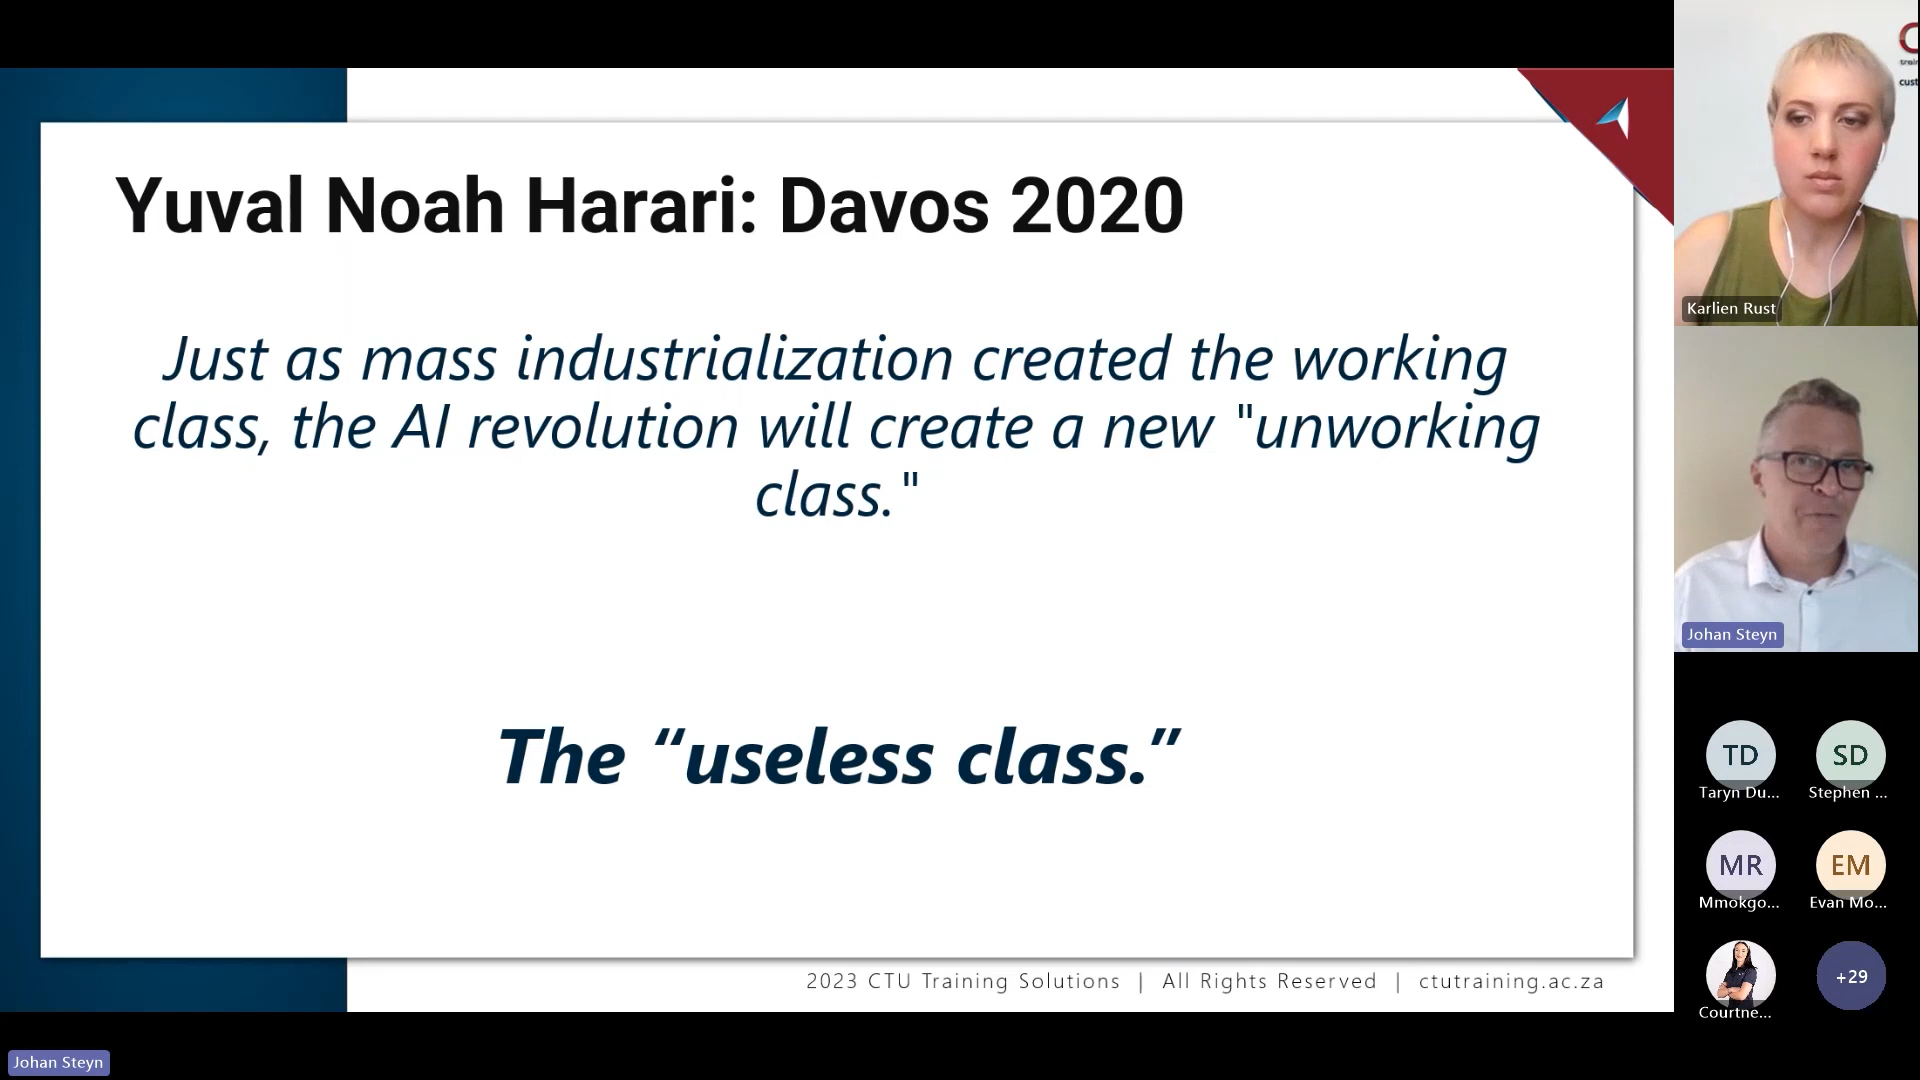 Yuval Noah Harari: Davos 2020
Just as mass industrialization created the working
class, the AI revolution will create a new "unworking
class."
The “useless class.”
2023 CTU Training Solutions | All Rights Reserved | ctutraining.ac.za
Johan Steyn
Karlien Rust
Johan Steyn
TD
Taryn Du...
SD
Stephen ...
MR
Mmokgo...
EM
Evan Mo...
Courtne...
+29